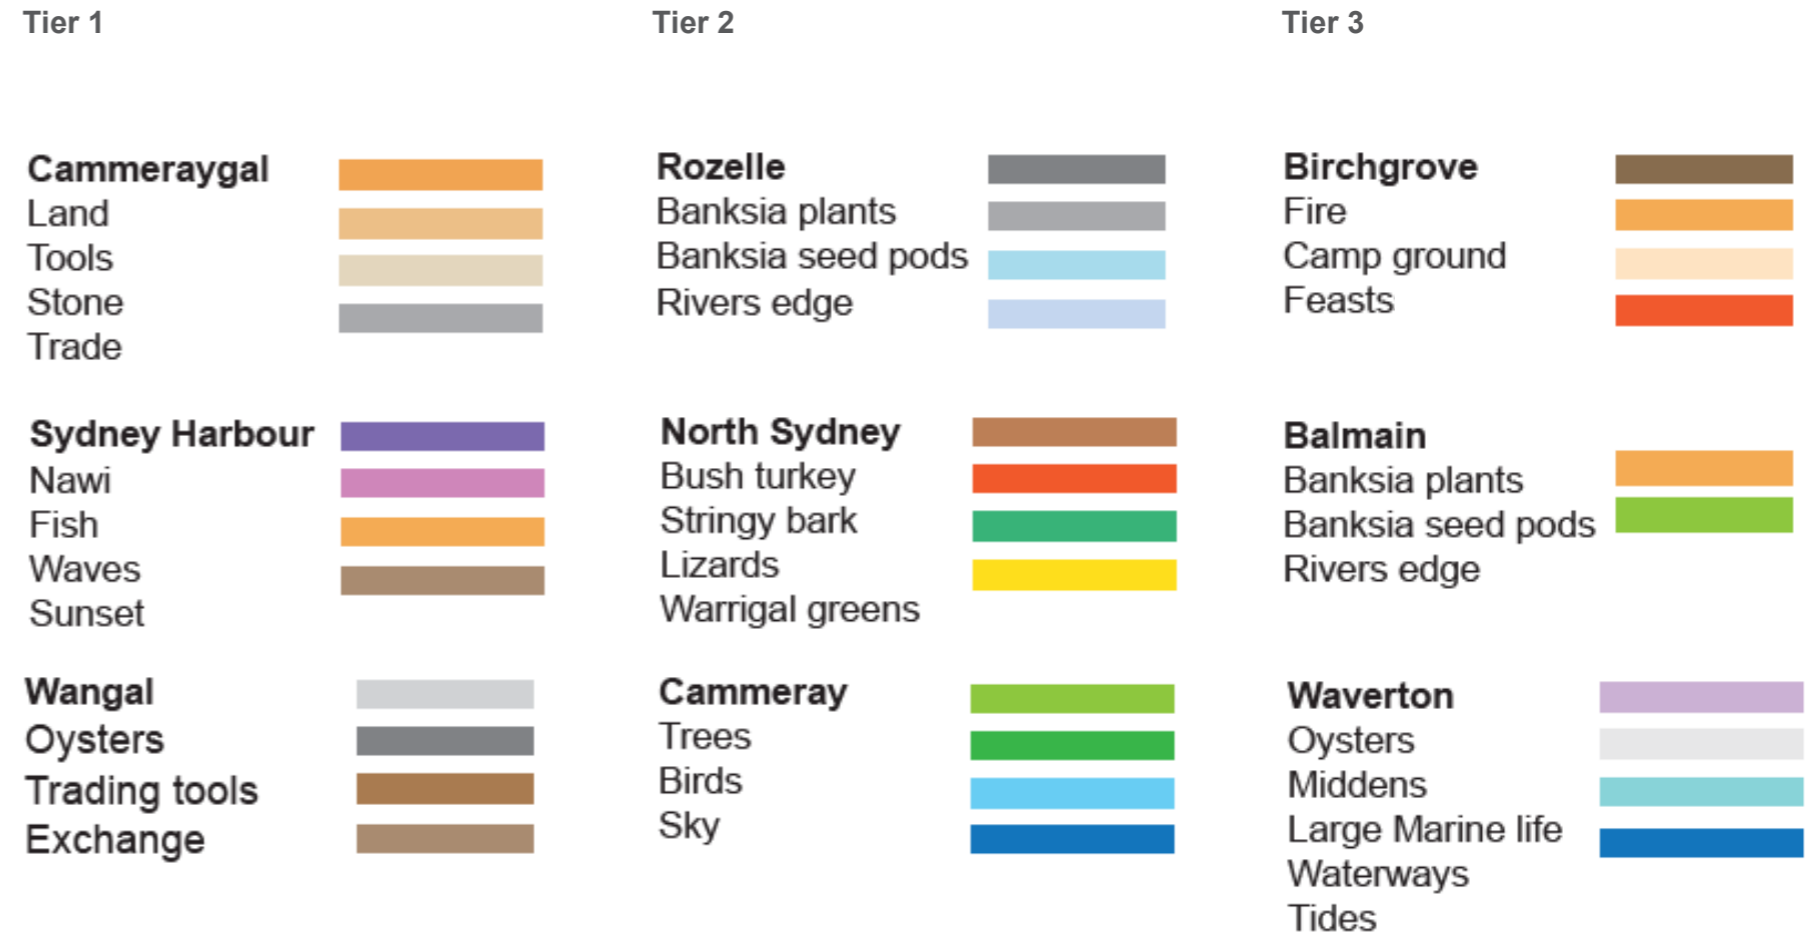 Tier 1
Cammeraygal
Land
Tools
Stone
Trade
Sydney Harbour
Nawi
Fish
Waves
Sunset
Wangal
Oysters
Trading tools
Exchange
Tier 2
Rozelle
Banksia plants
Banksia seed pods
Rivers edge
North Sydney
Bush turkey
Stringy bark
Lizards
Warrigal greens
Cammeray
Trees
Birds
Sky
Tier 3
Birchgrove
Fire
Camp ground
Feasts
Balmain
Banksia plants
Banksia seed pods
Rivers edge
Waverton
Oysters
Middens
Large Marine life
Waterways
Tides